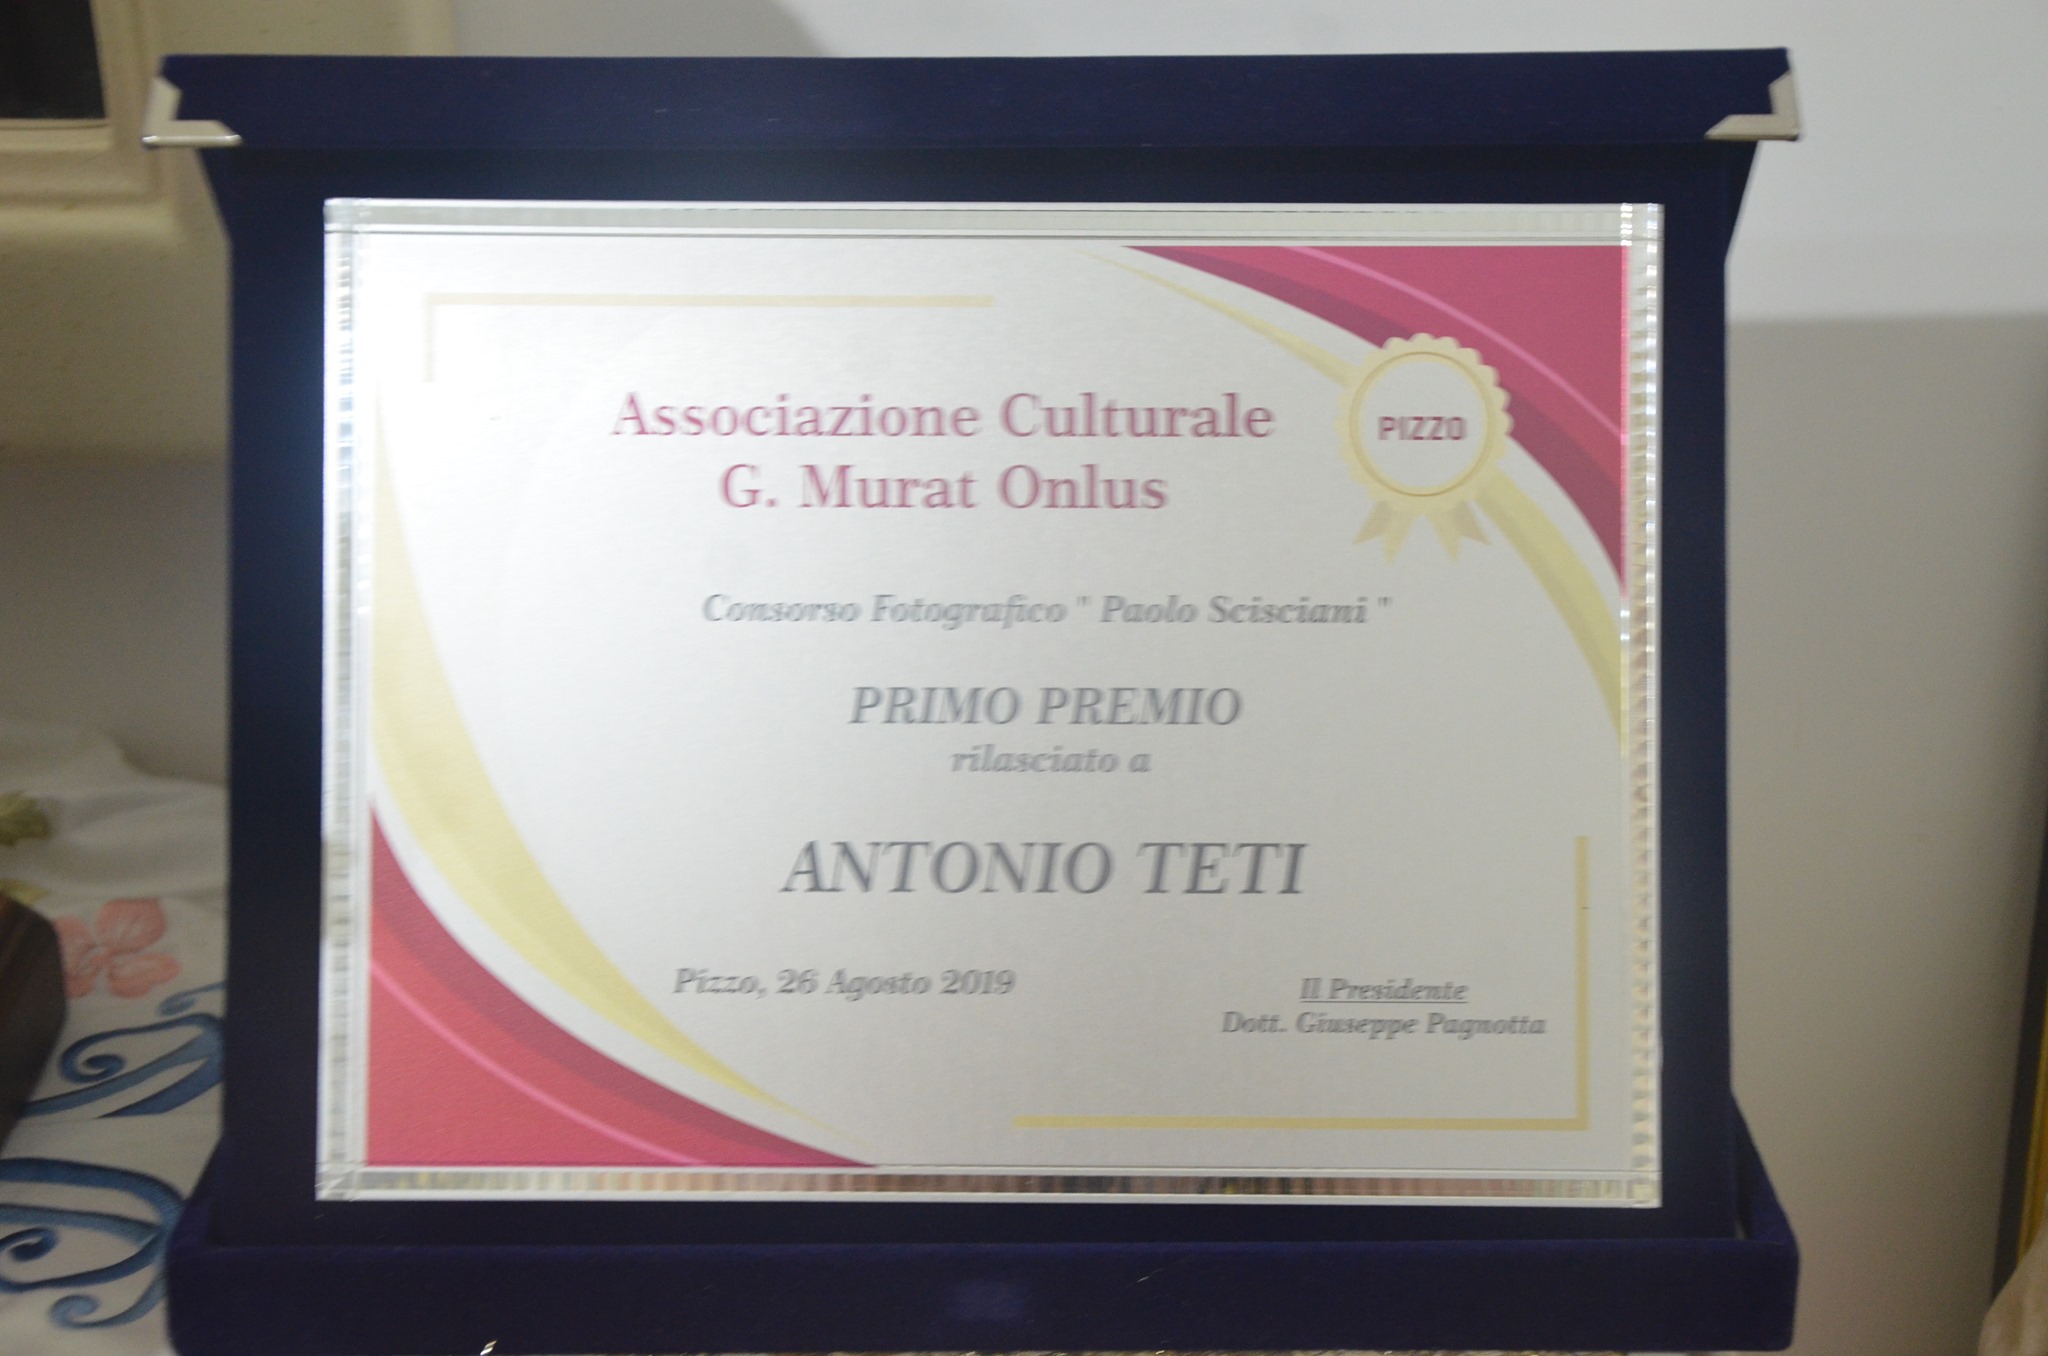 Associazione Culturale
G. Murat Onlus
PIZZO
Consorso Fotografico " Paolo Scisciani "
PRIMO PREMIO
rilasciato a
ANTONIO TETI
Pizzo, 26 Agosto 2019
Il Presidente
Dott. Giuseppe Pagnotta